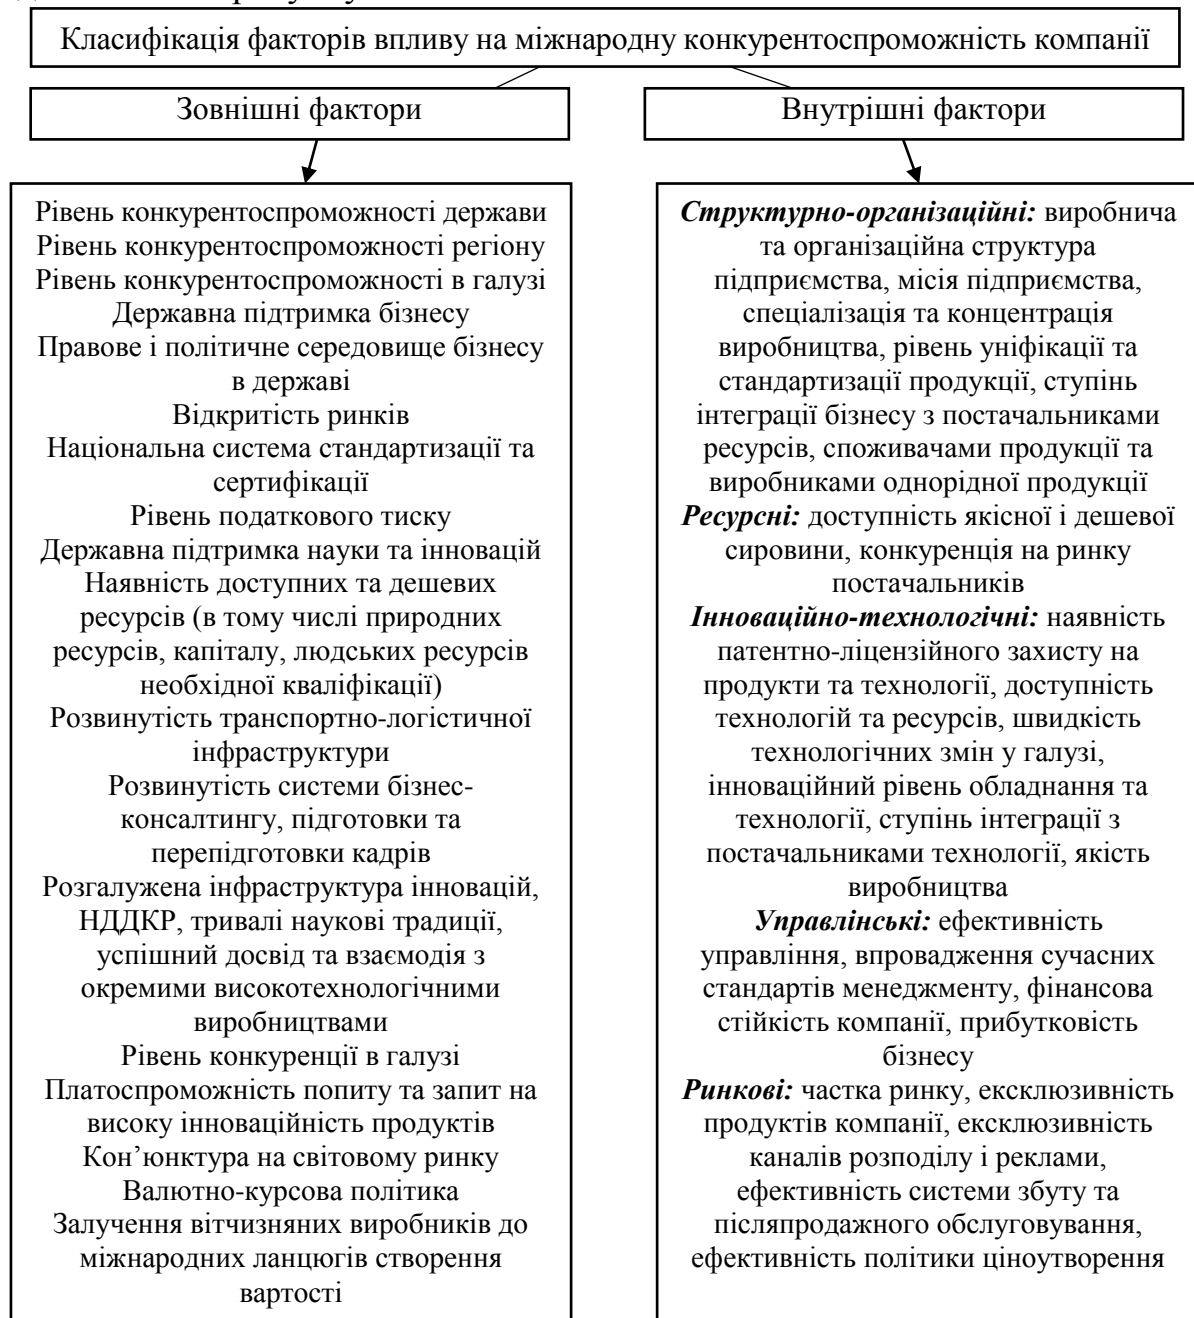 Класифікація факторів впливу на міжнародну конкурентоспроможність компанії
Зовнішні фактори
Рівень конкурентоспроможності держави
Рівень конкурентоспроможності регіону
Рівень конкурентоспроможності в галузі
Державна підтримка бізнесу
Правове і політичне середовище бізнесу
в державі
Відкритість ринків
Національна система стандартизації та
сертифікації
Рівень податкового тиску
Державна підтримка науки та інновацій
Наявність доступних та дешевих
ресурсів (в тому числі природних
ресурсів, капіталу, людських ресурсів
необхідної кваліфікації)
Розвинутість транспортно-логістичної
інфраструктури
Розвинутість системи бізнес-
консалтингу, підготовки та
перепідготовки кадрів
Розгалужена інфраструктура інновацій,
НДДКР, тривалі наукові традиції,
успішний досвід та взаємодія з
окремими високотехнологічними
виробництвами
Рівень конкуренції в галузі
Платоспроможність попиту та запит на
високу інноваційність продуктів
Кон’юнктура на світовому ринку
Валютно-курсова політика
Залучення вітчизняних виробників до
міжнародних ланцюгів створення
вартості
Внутрішні фактори
Структурно-організаційні: виробнича
та організаційна структура
підприємства, місія підприємства,
спеціалізація та концентрація
виробництва, рівень уніфікації та
стандартизації продукції, ступінь
інтеграції бізнесу з постачальниками
ресурсів, споживачами продукції та
виробниками однорідної продукції
Ресурсні: доступність якісної і дешевої
сировини, конкуренція на ринку
постачальників
Інноваційно-технологічні: наявність
патентно-ліцензійного захисту на
продукти та технології, доступність
технологій та ресурсів, швидкість
технологічних змін у галузі,
інноваційний рівень обладнання та
технології, ступінь інтеграції з
постачальниками технології, якість
виробництва
Управлінські: ефективність
управління, впровадження сучасних
стандартів менеджменту, фінансова
стійкість компанії, прибутковість
бізнесу
Ринкові: частка ринку, ексклюзивність
продуктів компанії, ексклюзивність
каналів розподілу і реклами,
ефективність системи збуту та
післяпродажного обслуговування,
ефективність політики ціноутворення